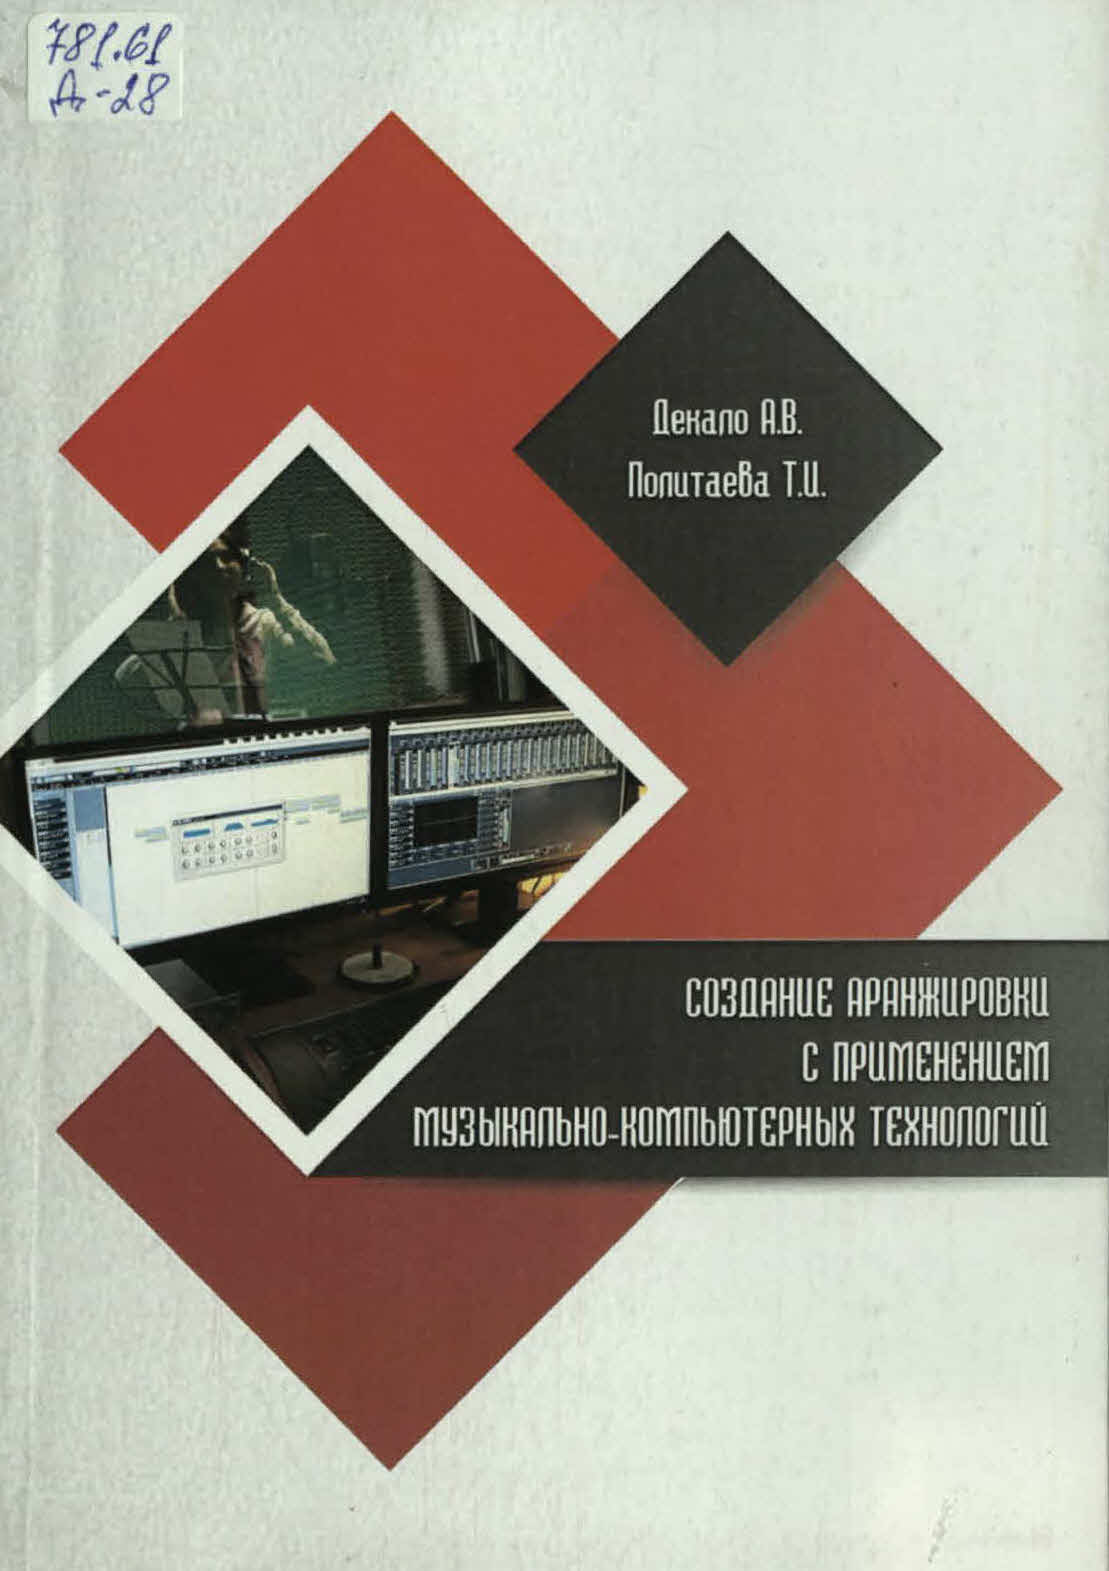 781.61
Д-28
Декало А.В.
Политаева Т.И.
СОЗДАНИЕ АРАНЖИРОВКИ
С ПРИМЕНЕНИЕМ
МУЗЫКАЛЬНО-КОМПЬЮТЕРНЫХ ТЕХНОЛОГИЙ